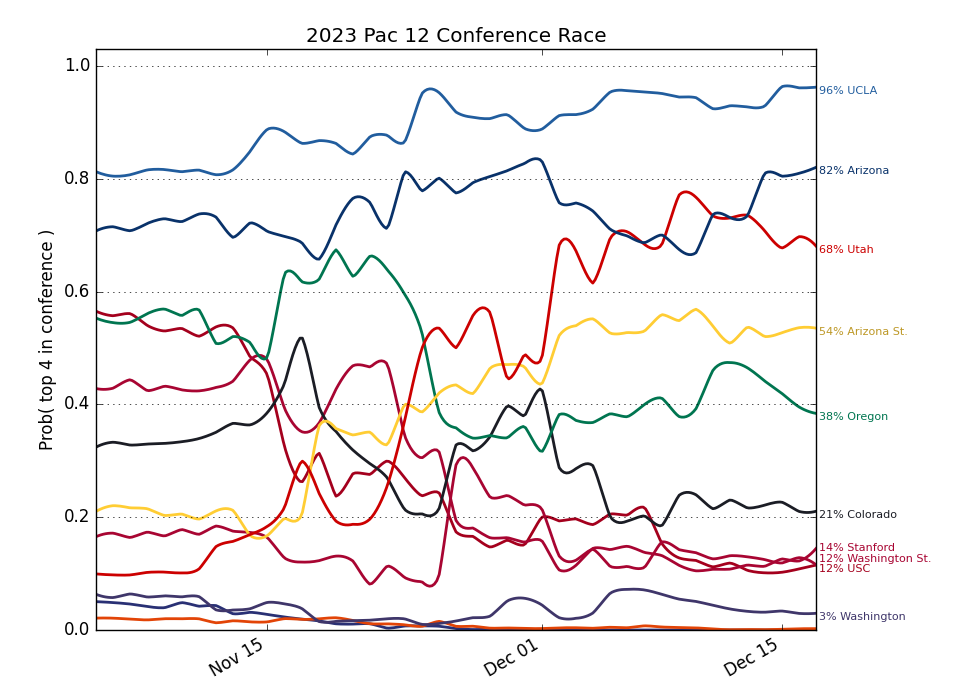 2023 Pac 12 Conference Race
Prob( top 4 in conference )
1.0
0.8
0.6
0.4
0.2
0.0
96% UCLA
82% Arizona
68% Utah
54% Arizona St.
38% Oregon
21% Colorado
14% Stanford
12% Washington St.
12% USC
3% Washington
Nov 15
Dec 01
Dec 15